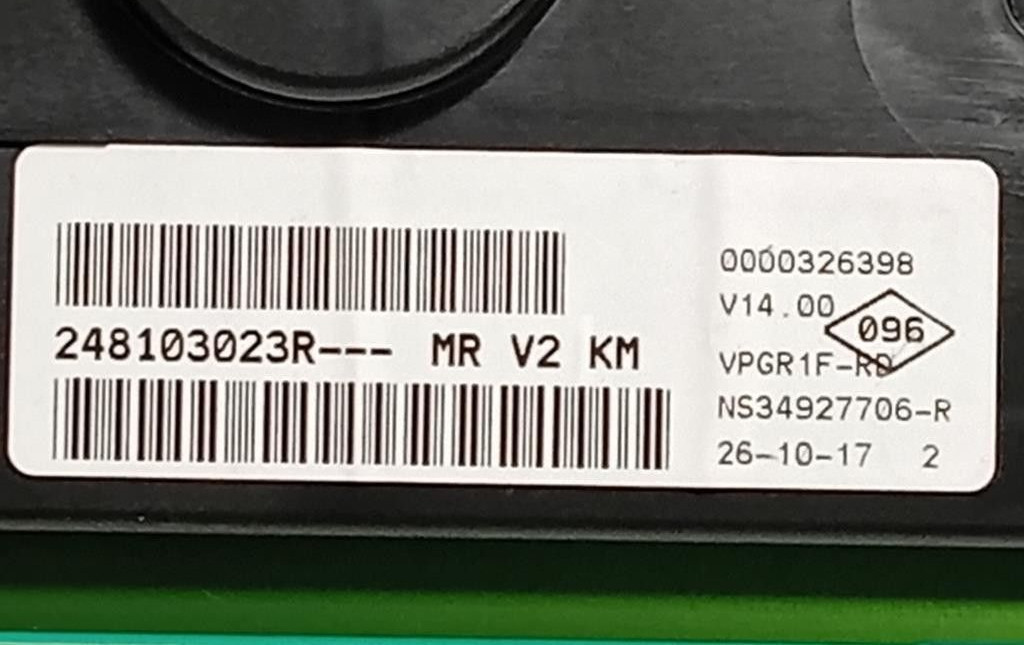 248103023R--- MR V2 KM
0000326398
V14.00
096
VPGR1F-RD
NS34927706-R
26-10-17 2